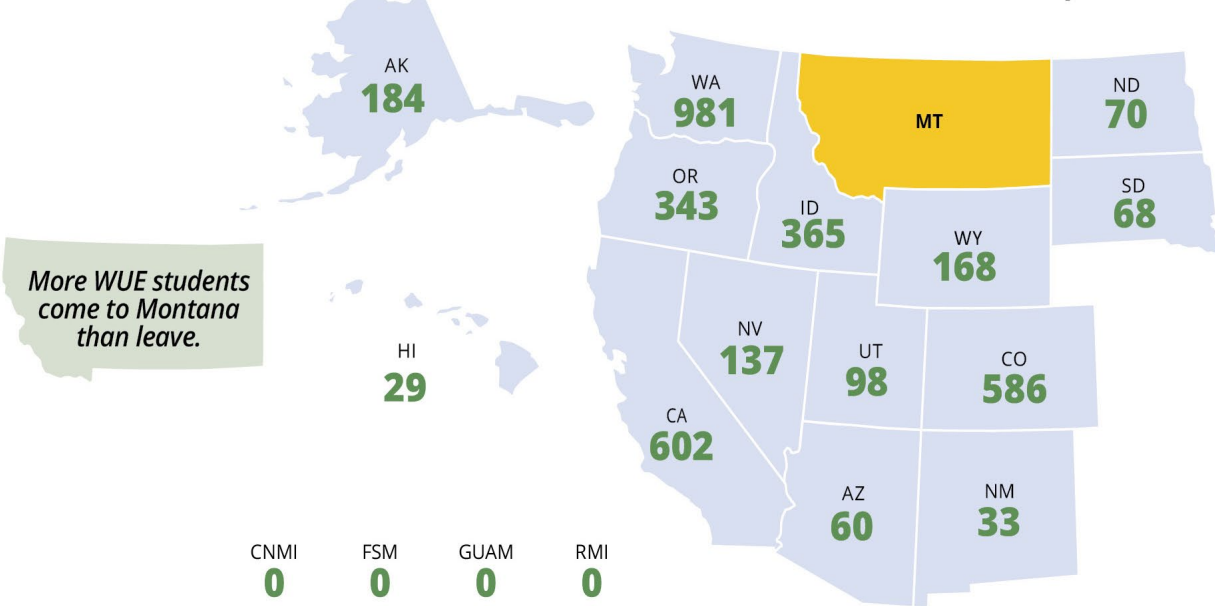 AK
184
WA
981
MT
ND
70
OR
343
ID
365
SD
68
WY
168
More WUE students
come to Montana
than leave.
HI
29
NV
137
UT
98
CO
586
CA
602
AZ
60
NM
33
CNMI
0
FSM
0
GUAM
0
RMI
0